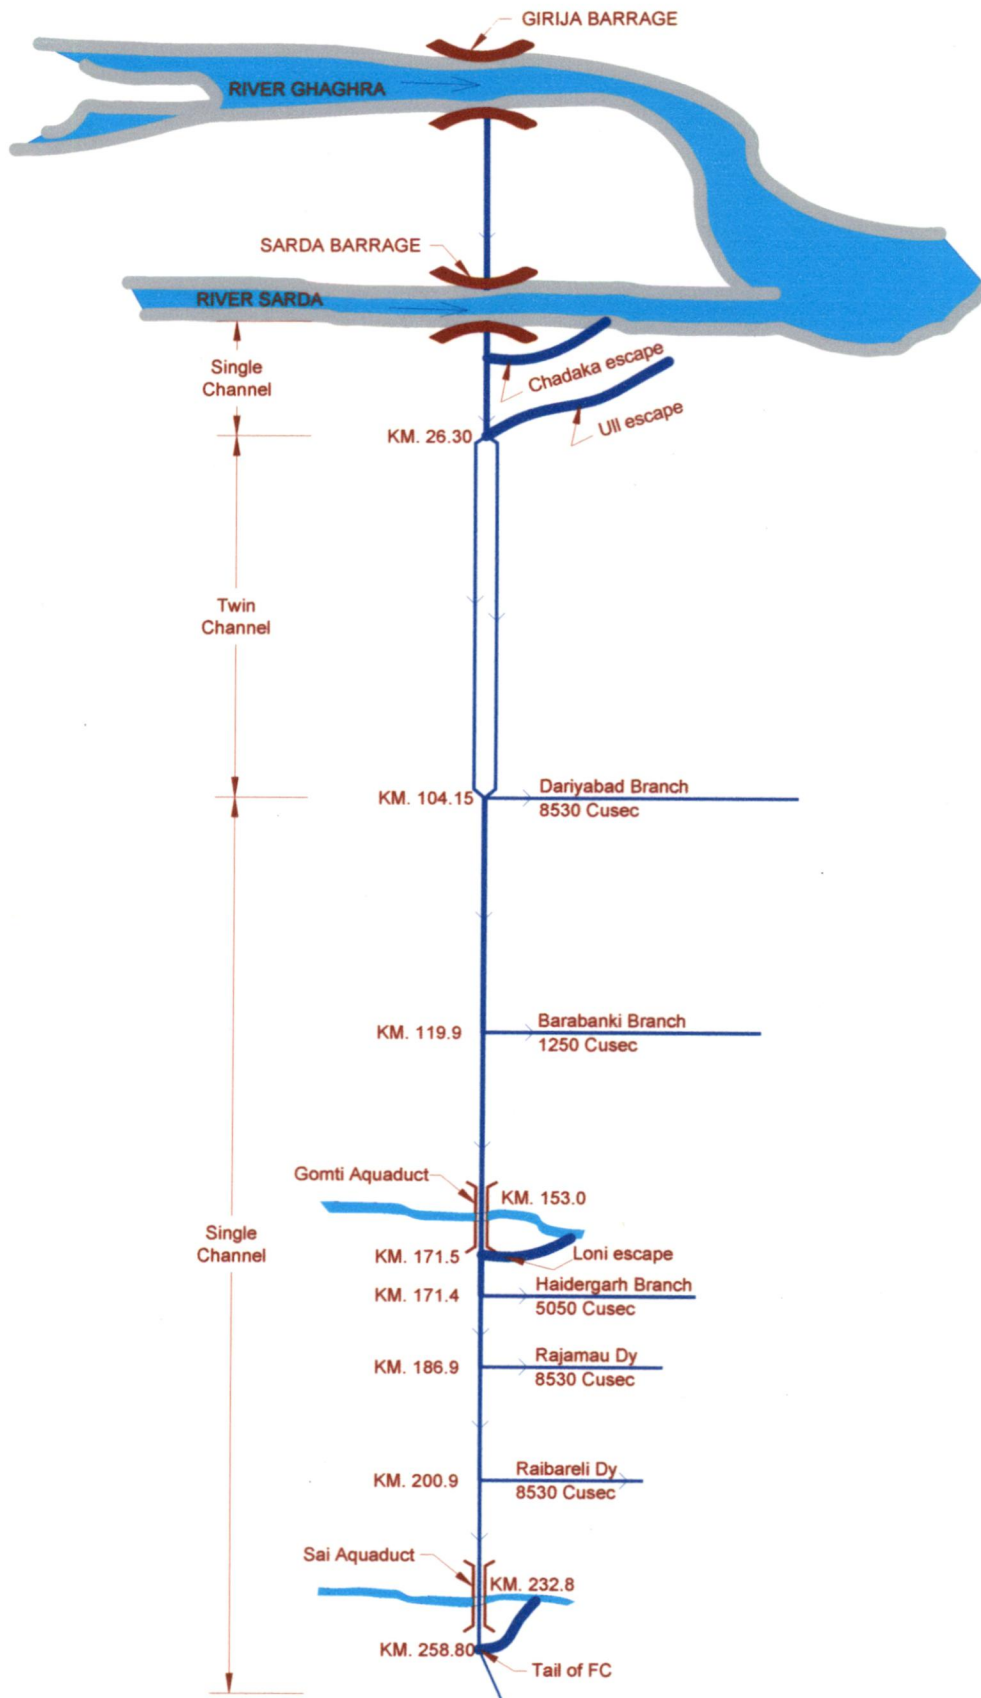 GIRIJA BARRAGE
RIVER GHAGHRA
SARDA BARRAGE
RIVER SARDA
Single
Channel
Chadaka escape
Ull escape
KM. 26.30
Twin
Channel
KM. 104.15
Dariyabad Branch
8530 Cusec
KM. 119.9
Barabanki Branch
1250 Cusec
Gomti Aquaduct
KM. 153.0
Single
Channel
KM. 171.5
Loni escape
KM. 171.4
Haidergarh Branch
5050 Cusec
KM. 186.9
Rajamau Dy
8530 Cusec
KM. 200.9
Raibareli Dy
8530 Cusec
Sai Aquaduct
KM. 232.8
KM. 258.80
Tail of FC